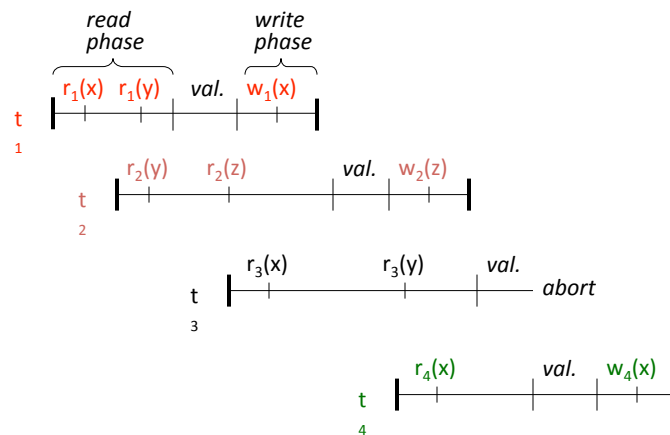 read write
phase phase
r₁(x) r₁(y) val. w₁(x)
t
1
r₂(y) r₂(z) val. w₂(z)
t
2
r₃(x) r₃(y) val.
abort
t
3
r₄(x) val. w₄(x)
t
4